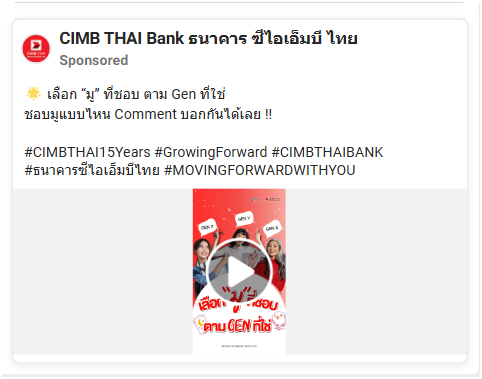 CIMB THAI Bank ธนาคาร ซีไอเอ็มบี ไทย
Sponsored
🌟 เลือก “มู” ที่ชอบ ตาม Gen ที่ใช่
ชอบมูแบบไหน Comment บอกกันได้เลย !!
#CIMBTHAI15Years #GrowingForward #CIMBTHAIBANK
#ธนาคารซีไอเอ็มบีไทย #MOVINGFORWARDWITHYOU
GEN Z
GEN Y
GEN X
เลือก "มู" ที่ชอบ
ตาม GEN ที่ใช่